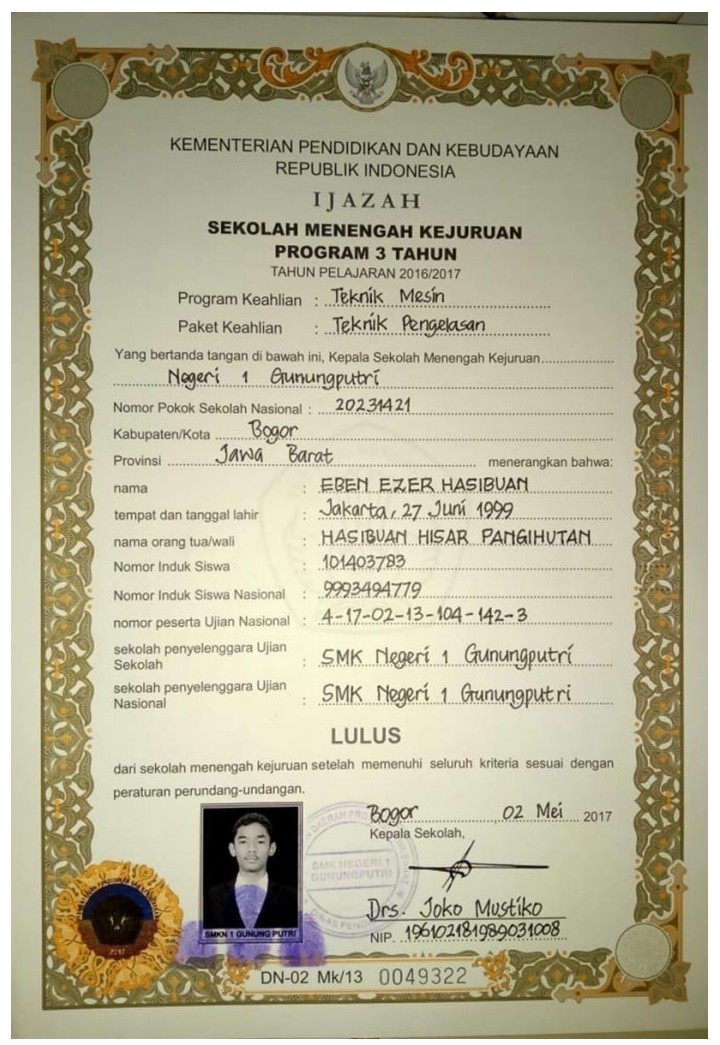 KEMENTERIAN PENDIDIKAN DAN KEBUDAYAAN
REPUBLIK INDONESIA
IJAZAH
SEKOLAH MENENGAH KEJURUAN
PROGRAM 3 TAHUN
TAHUN PELAJARAN 2016/2017
Program Keahlian : Teknik Mesin
Paket Keahlian : Teknik Pengelasan
Yang bertanda tangan di bawah ini, Kepala Sekolah Menengah Kejuruan
Negeri 1 Gunungputri
Nomor Pokok Sekolah Nasional : 20231421
Kabupaten/Kota Bogor
Provinsi Jawa Barat menerangkan bahwa:
nama : EBEN EZER HASIBUAN
tempat dan tanggal lahir : Jakarta, 27 Juni 1999
nama orang tua/wali : HASIBUAN HISAR PANGIHUTAN
Nomor Induk Siswa : 101403783
Nomor Induk Siswa Nasional : 9993494779
nomor peserta Ujian Nasional : 4-17-02-13-104-142-3
sekolah penyelenggara Ujian
Sekolah : SMK Negeri 1 Gunungputri
sekolah penyelenggara Ujian
Nasional : SMK Negeri 1 Gunungputri
LULUS
dari sekolah menengah kejuruan setelah memenuhi seluruh kriteria sesuai dengan
peraturan perundang-undangan.
Bogor, 02 Mei 2017
Kepala Sekolah,
SMK NEGERI 1
GUNUNGPUTRI
Drs. Joko Mustiko
NIP. 196102181989031008
SMKN 1 GUNUNG PUTRI
2017
DN-02 Mk/13 0049322